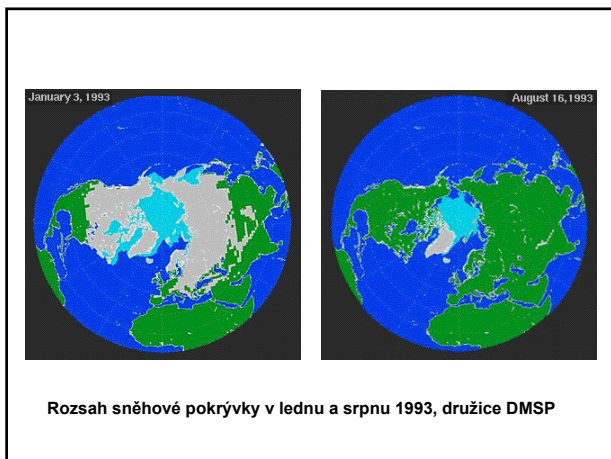 January 3, 1993
August 16,1993
Rozsah sněhové pokrývky v lednu a srpnu 1993, družice DMSP